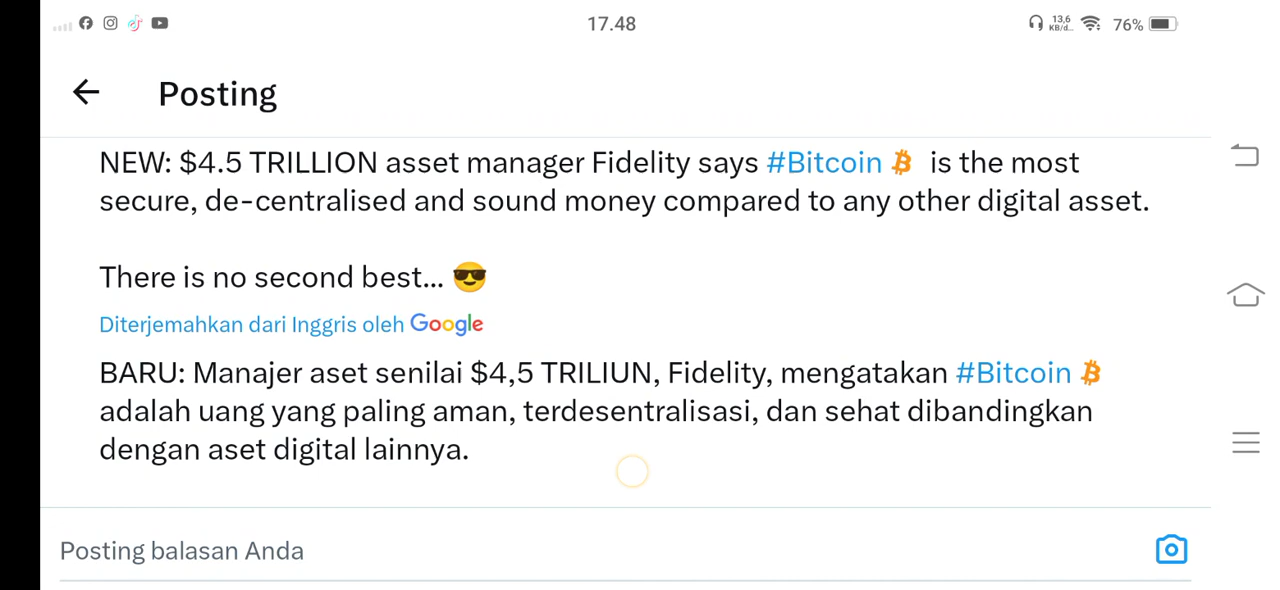 17.48
13,6
KB/d...
76%
Posting
NEW: $4.5 TRILLION asset manager Fidelity says #Bitcoin is the most
secure, de-centralised and sound money compared to any other digital asset.
There is no second best... 😎
Diterjemahkan dari Inggris oleh Google
BARU: Manajer aset senilai $4,5 TRILIUN, Fidelity, mengatakan #Bitcoin
adalah uang yang paling aman, terdesentralisasi, dan sehat dibandingkan
dengan aset digital lainnya.
Posting balasan Anda